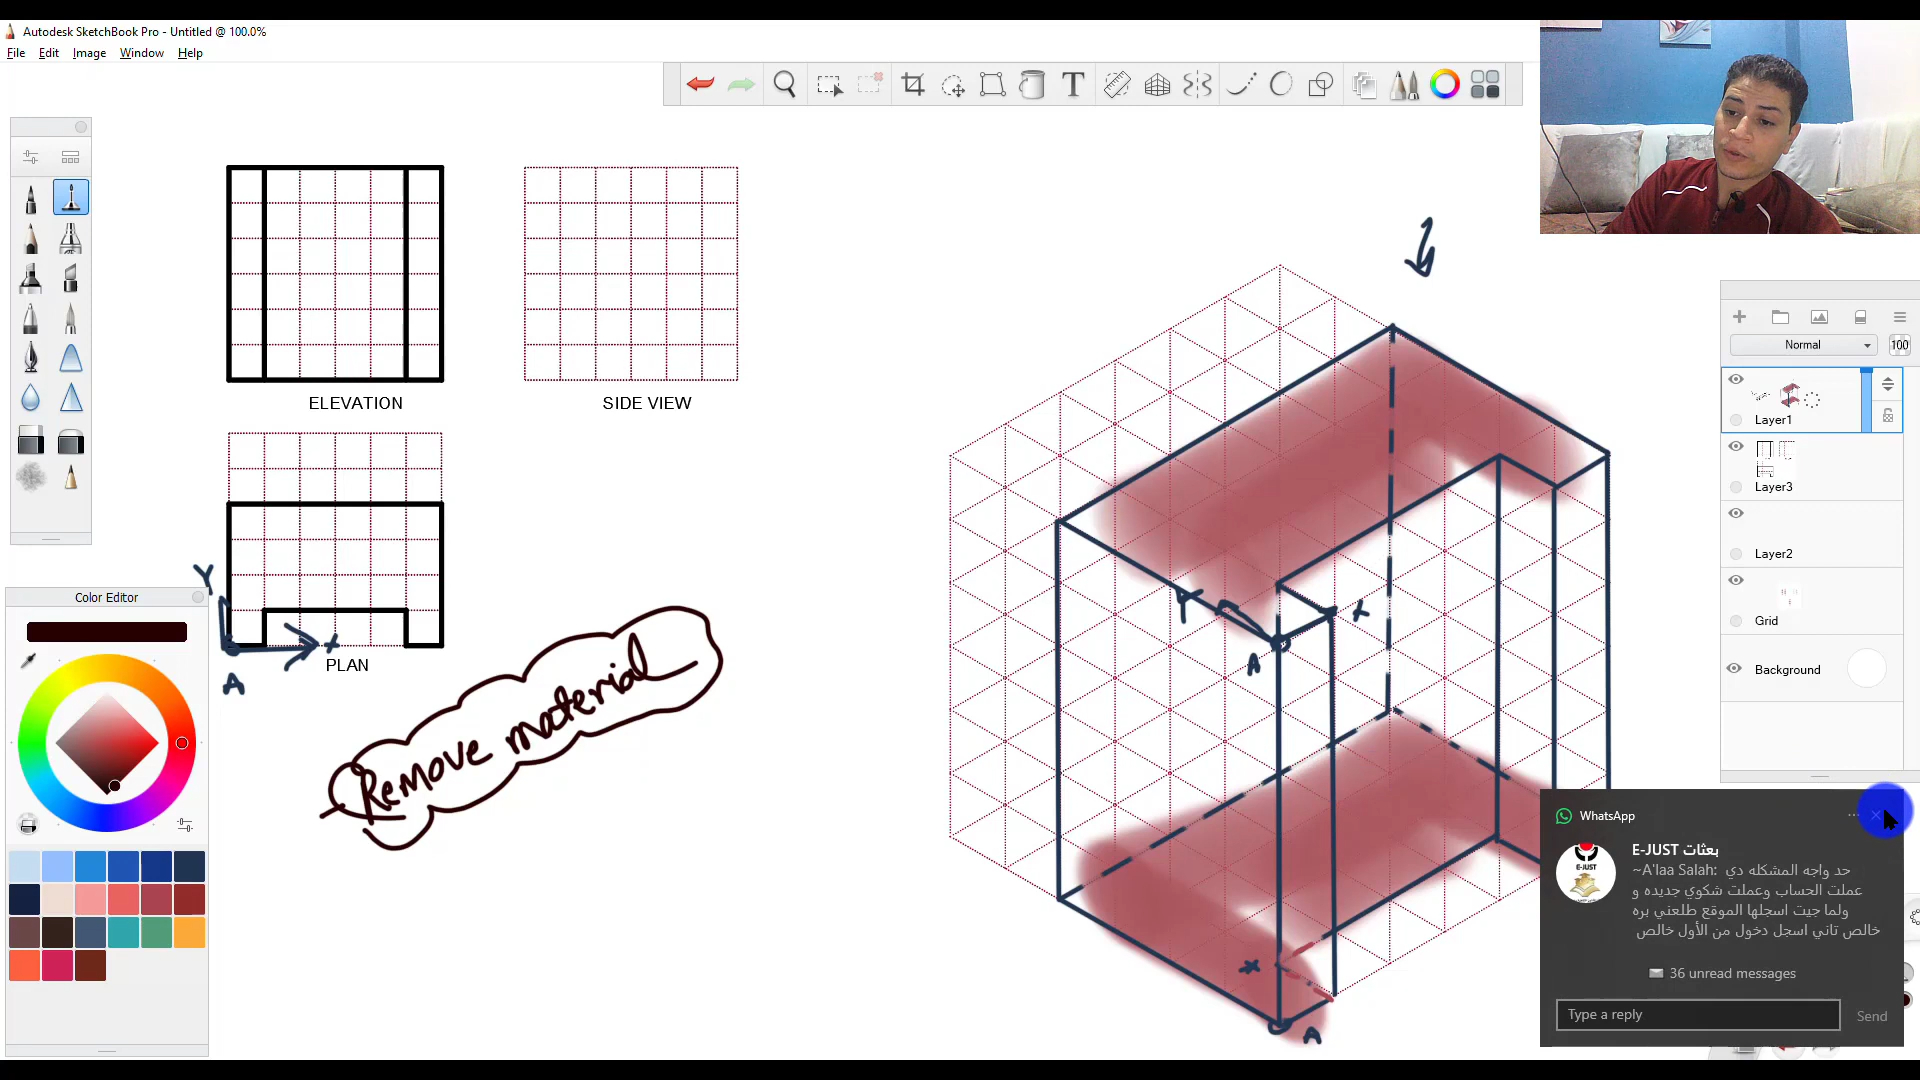 Autodesk SketchBook Pro - Untitled @ 100.0%
File Edit Image Window Help
T
ELEVATION
SIDE VIEW
Y
x
A
PLAN
Remove material
Y
x
A
x
A
Color Editor
Normal
100
Layer1
Layer3
Layer2
Grid
Background
WhatsApp
E-JUST
بعثات E-JUST
~A'laa Salah: حد واجه المشكله دي
عملت الحساب وعملت شكوي جديده و
ولما جيت اسجلها الموقع طلعني بره
خالص تاني اسجل دخول من الأول خالص
36 unread messages
Type a reply
Send